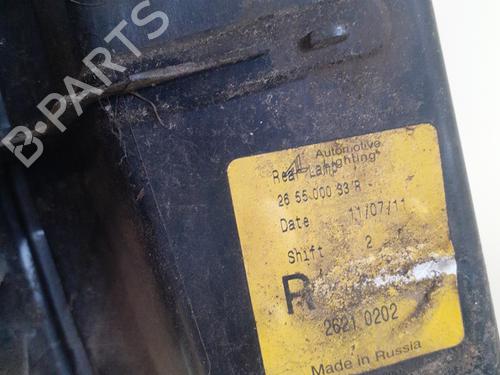 B-PARTS
Automotive
Lighting
Rear Lamp
26 55 000 93 R
Date 11/07/11
Shift 2
R
2621 0202
Made in Russia